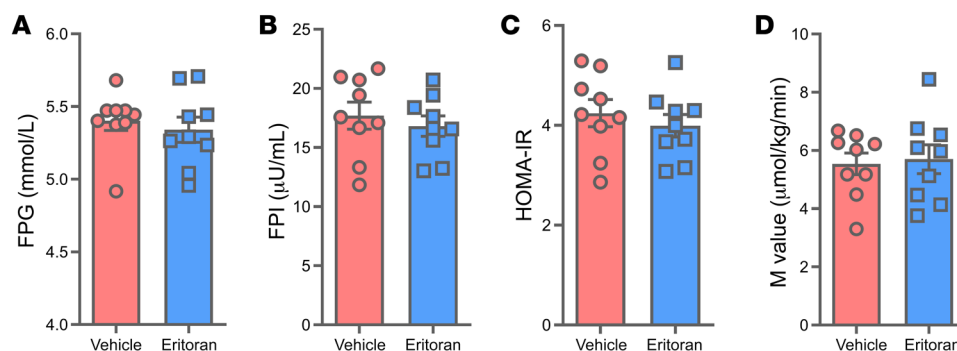 A
FPG (mmol/L)
6.0
5.5
5.0
4.5
4.0
Vehicle
Eritoran
B
FPI (μU/mL)
25
20
15
10
5
0
Vehicle
Eritoran
C
HOMA-IR
6
4
2
0
Vehicle
Eritoran
D
M value (μmol/kg/min)
10
8
6
4
2
0
Vehicle
Eritoran